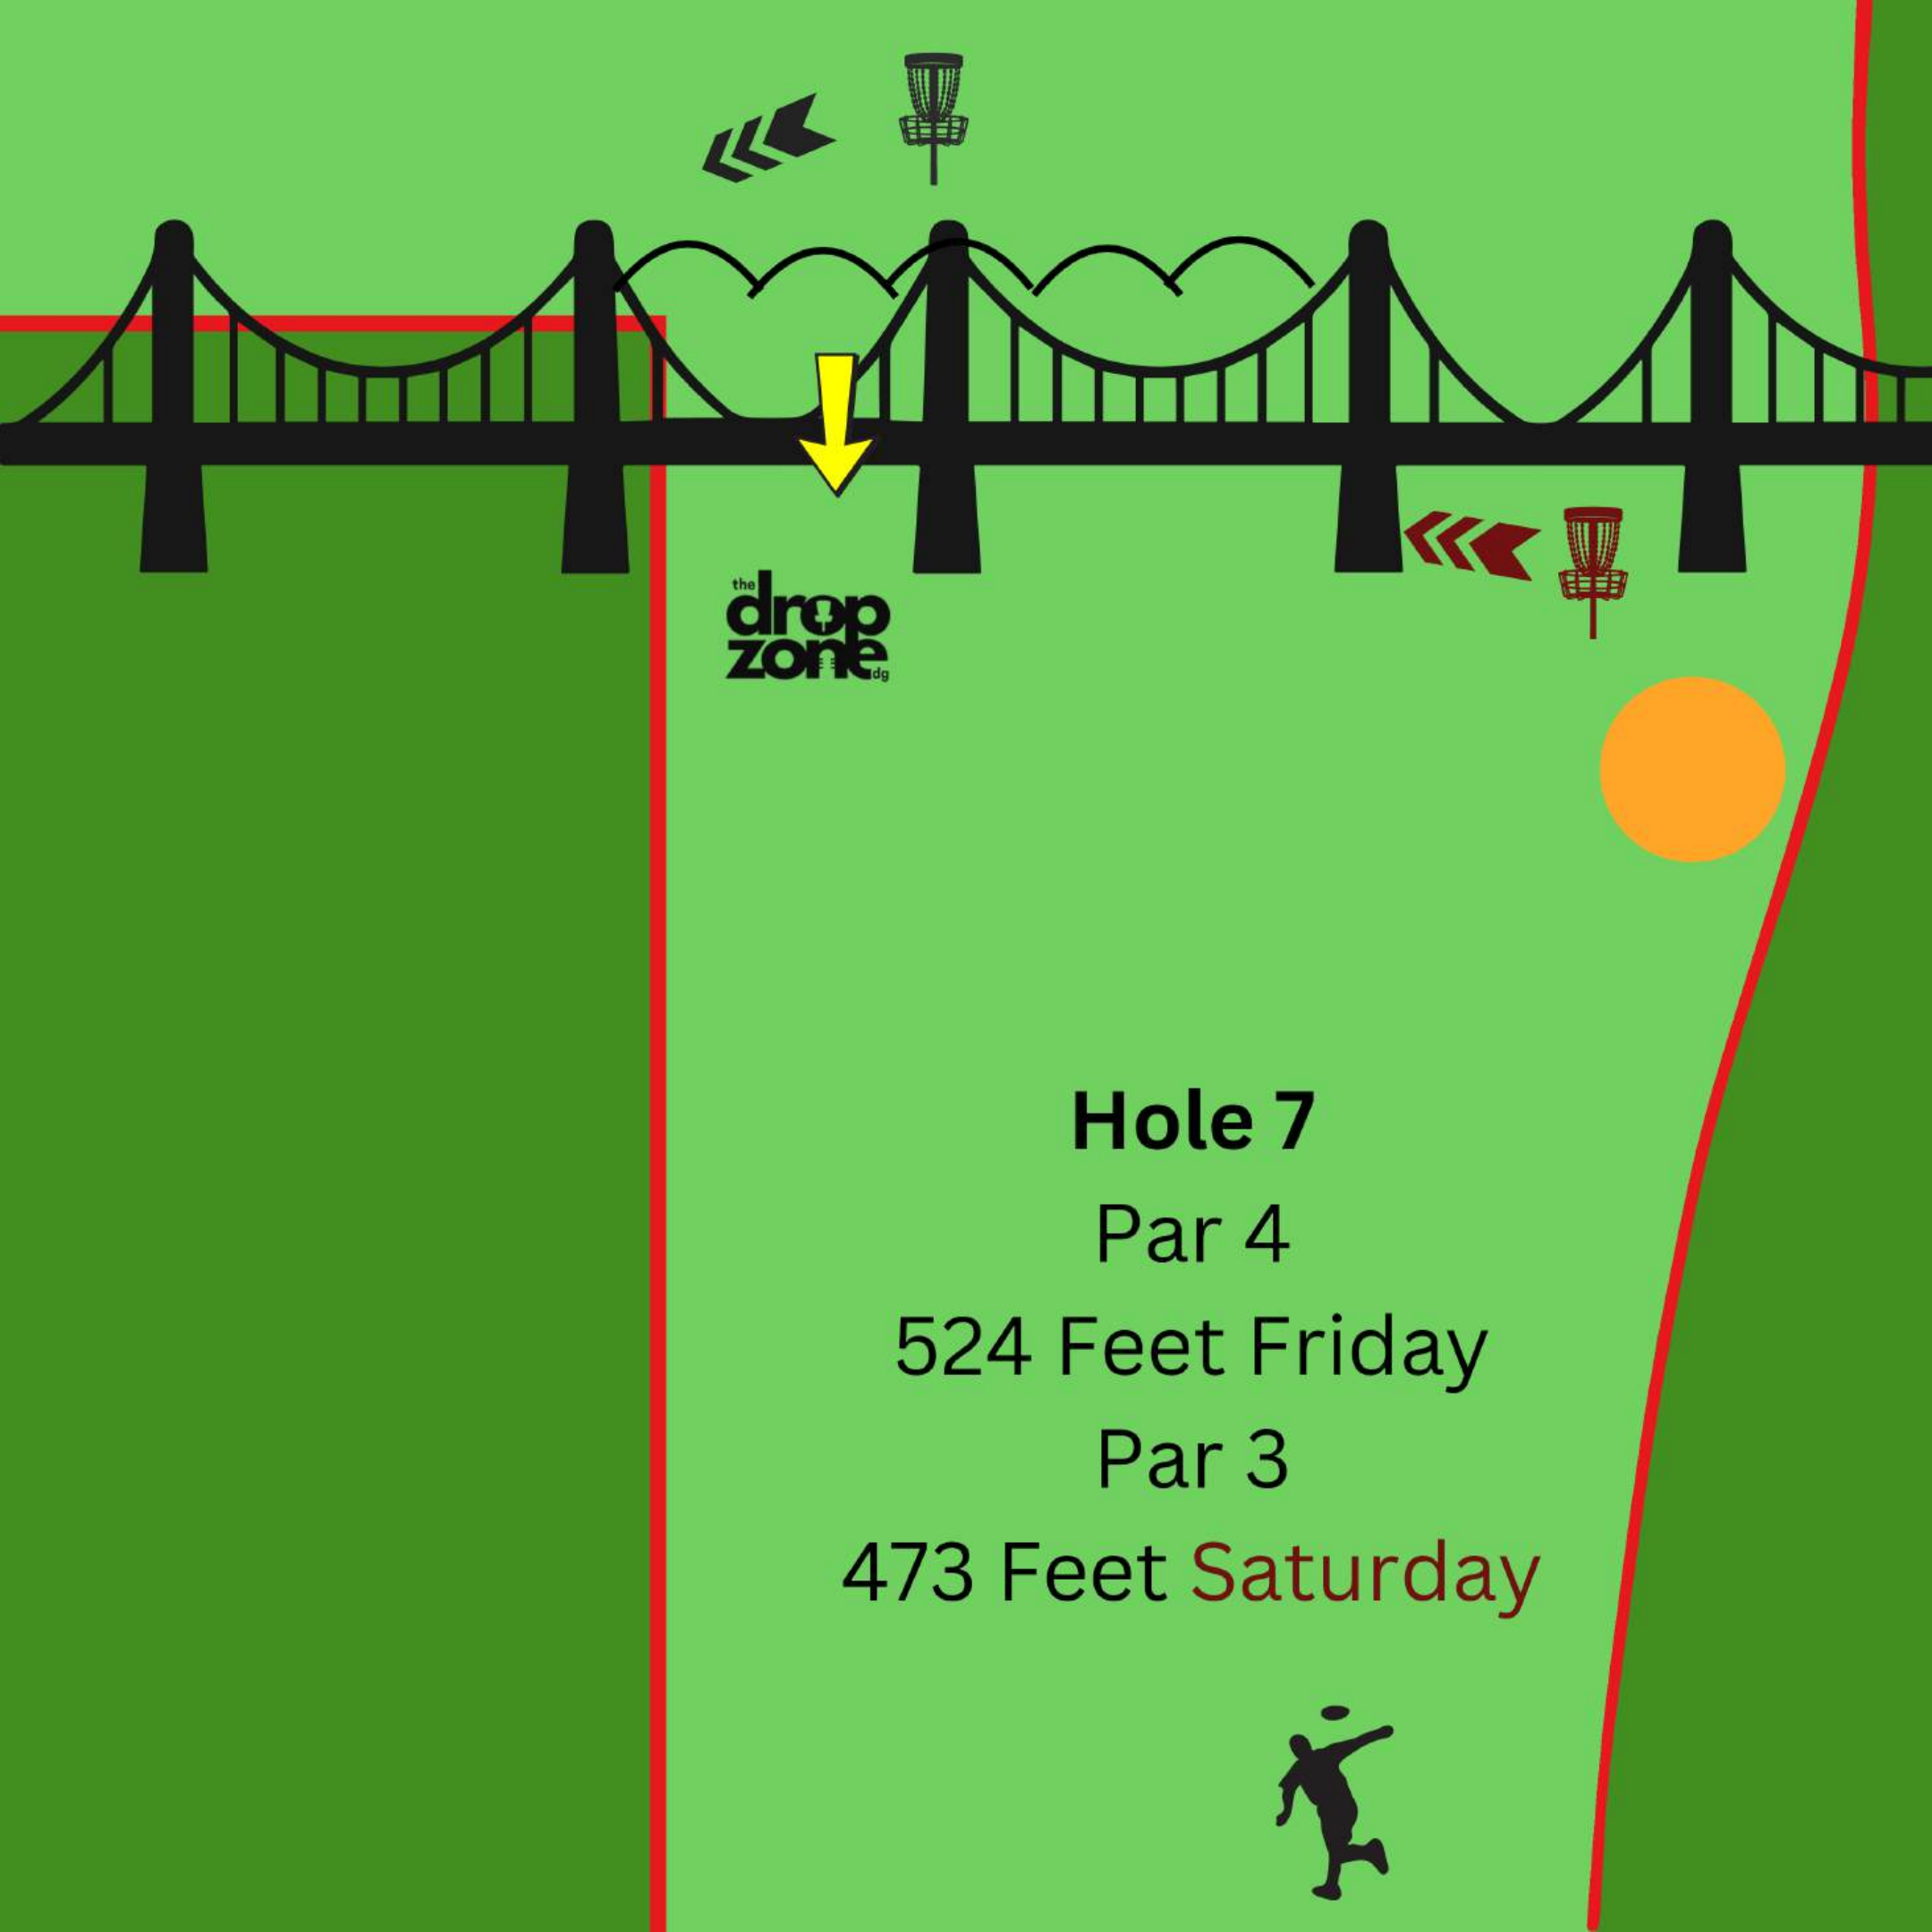 the
drop
zone
dg
Hole 7
Par 4
524 Feet Friday
Par 3
473 Feet Saturday